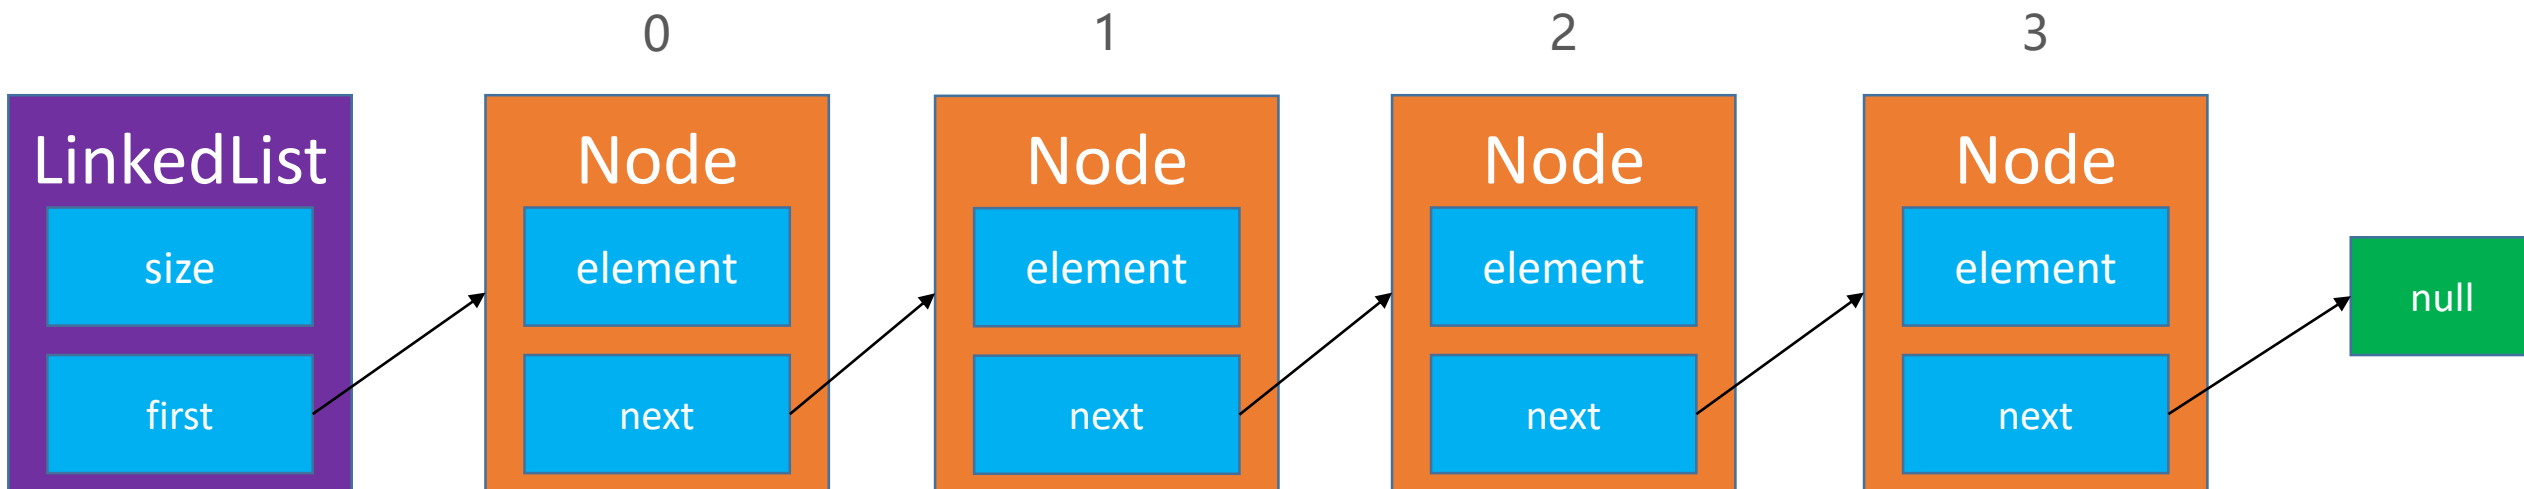 0
1
2
3
LinkedList
size
first
Node
element
next
Node
element
next
Node
element
next
Node
element
next
null